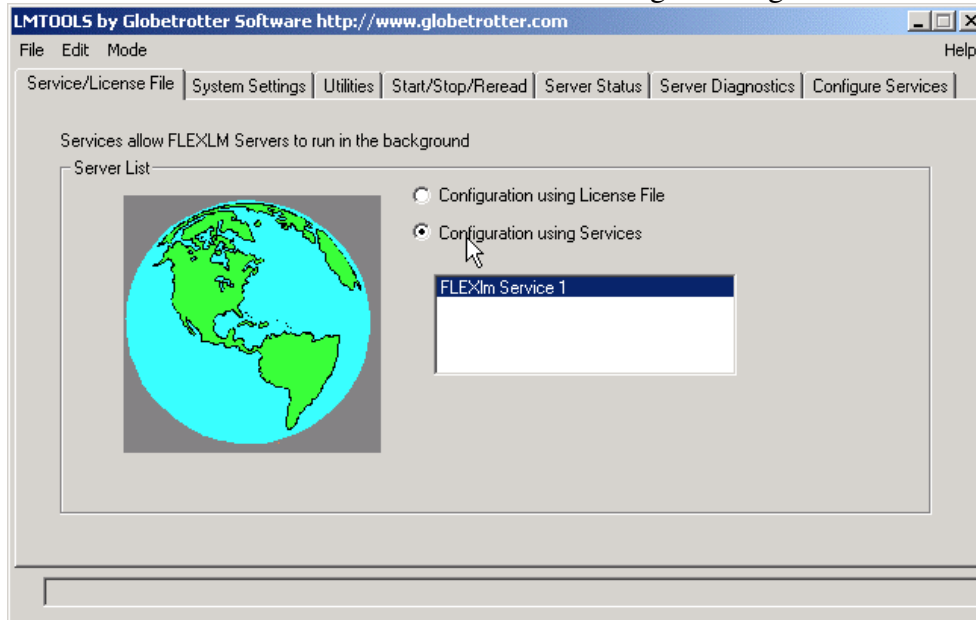 LMTOOLS by Globetrotter Software http://www.globetrotter.com
File Edit Mode Help
Service/License File System Settings Utilities Start/Stop/Reread Server Status Server Diagnostics Configure Services
Services allow FLEXLM Servers to run in the background
Server List
Configuration using License File
Configuration using Services
FLEXlm Service 1